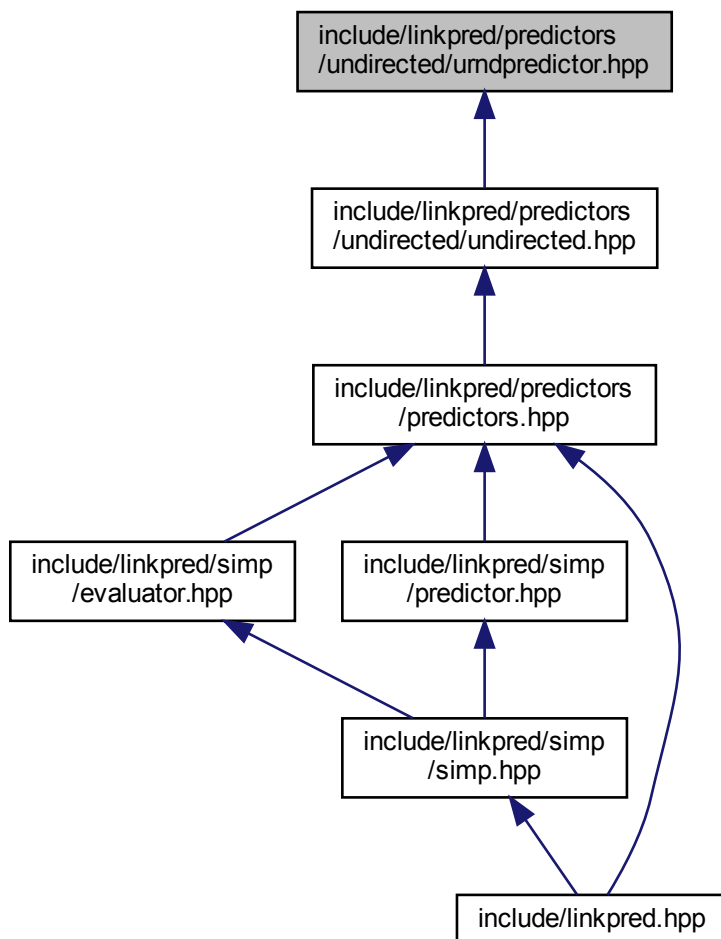 include/linkpred/predictors
/undirected/urndpredictor.hpp
include/linkpred/predictors
/undirected/undirected.hpp
include/linkpred/predictors
/predictors.hpp
include/linkpred/simp
/evaluator.hpp
include/linkpred/simp
/predictor.hpp
include/linkpred/simp
/simp.hpp
include/linkpred.hpp